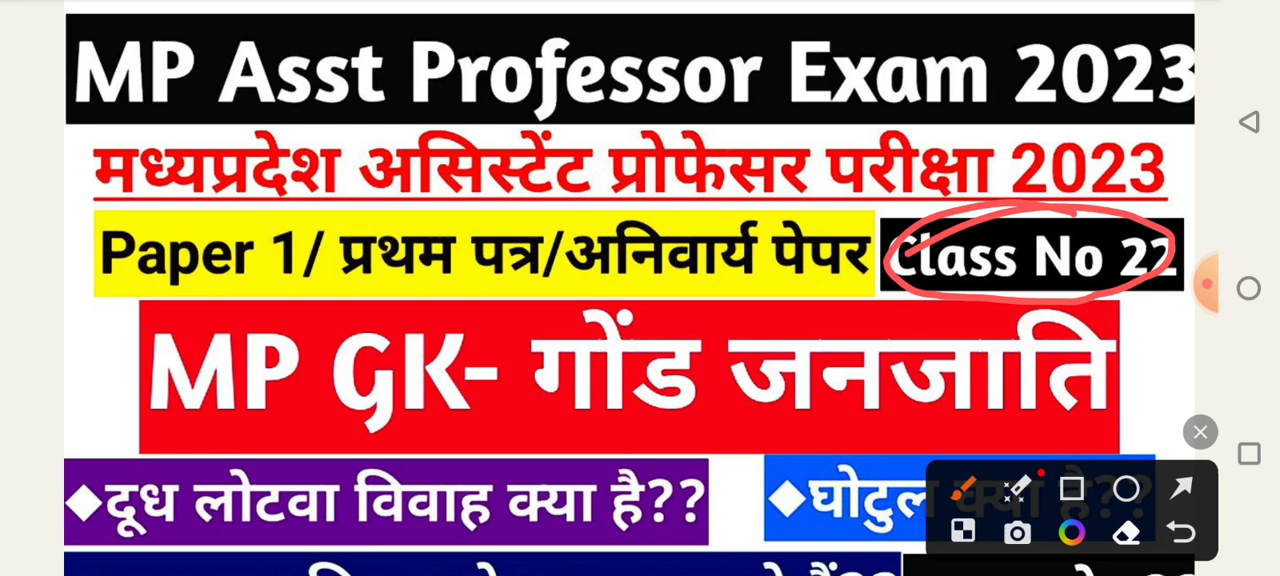 MP Asst Professor Exam 2023
मध्यप्रदेश असिस्टेंट प्रोफेसर परीक्षा 2023
Paper 1/ प्रथम पत्र/अनिवार्य पेपर Class No 22
MP GK- गोंड जनजाति
◆दूध लोटवा विवाह क्या है?? ◆घोटुल क्या है??